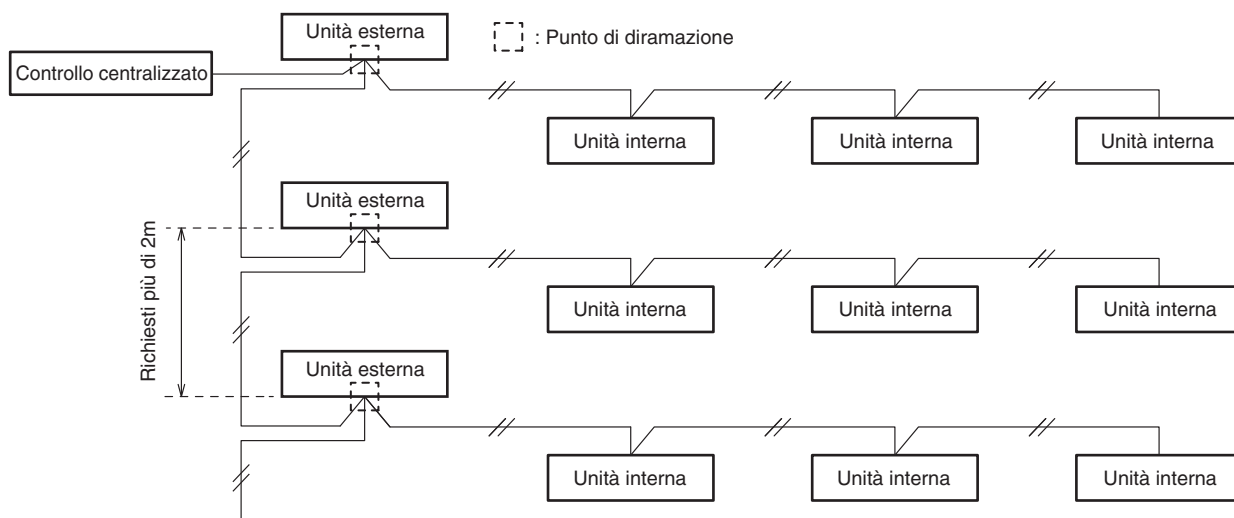 Unità esterna
: Punto di diramazione
Controllo centralizzato
Unità interna
Unità interna
Unità interna
Unità esterna
Richiesti più di 2m
Unità interna
Unità interna
Unità interna
Unità esterna
Unità interna
Unità interna
Unità interna